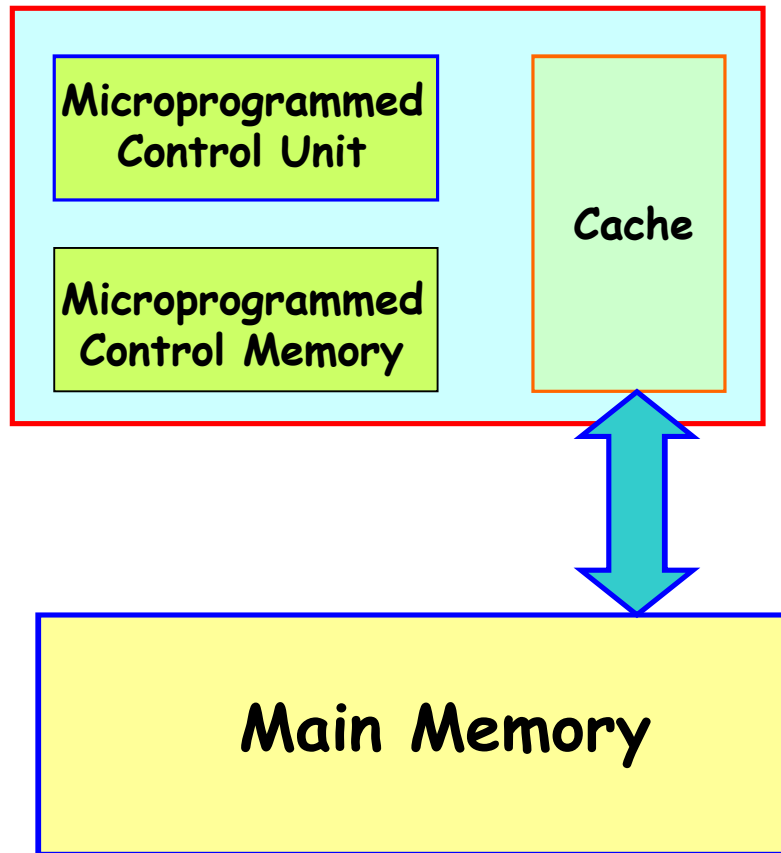 Microprogrammed
Control Unit
Cache
Microprogrammed
Control Memory
Main Memory